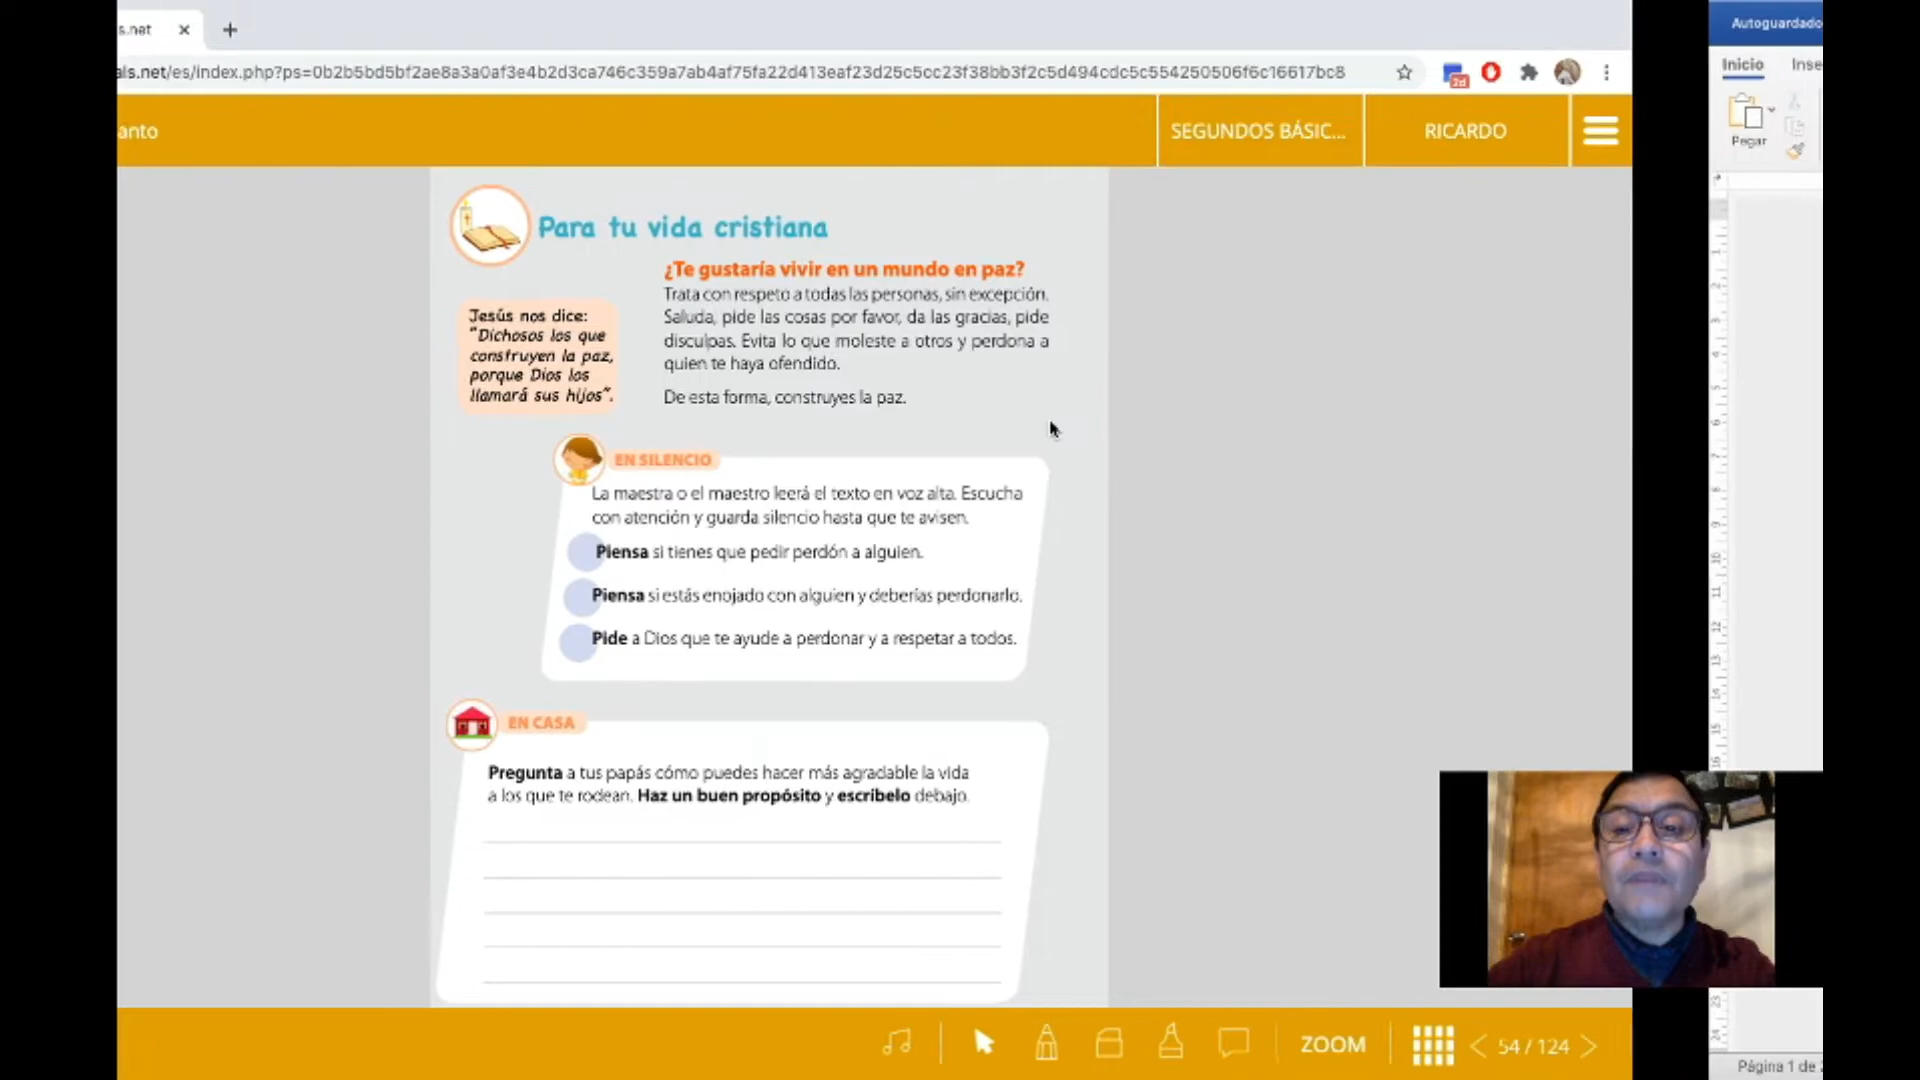 s.net
als.net/es/index.php?ps=0b2b5bd5bf2ae8a3a0af3e4b2d3ca746c359a7ab4af75fa22d413eaf23d25c5cc23f38bb3f2c5d494cdc5c554250506f6c16617bc8
2d
Autoguardado
Inicio Inse
Pegar
anto
SEGUNDOS BÁSIC...
RICARDO
Para tu vida cristiana
¿Te gustaría vivir en un mundo en paz?
Trata con respeto a todas las personas, sin excepción.
Saluda, pide las cosas por favor, da las gracias, pide
disculpas. Evita lo que moleste a otros y perdona a
quien te haya ofendido.
De esta forma, construyes la paz.
Jesús nos dice:
"Dichosos los que
construyen la paz,
porque Dios los
llamará sus hijos".
EN SILENCIO
La maestra o el maestro leerá el texto en voz alta. Escucha
con atención y guarda silencio hasta que te avisen.
Piensa si tienes que pedir perdón a alguien.
Piensa si estás enojado con alguien y deberías perdonarlo.
Pide a Dios que te ayude a perdonar y a respetar a todos.
EN CASA
Pregunta a tus papás cómo puedes hacer más agradable la vida
a los que te rodean. Haz un buen propósito y escríbelo debajo.
ZOOM
54 / 124
Página 1 de